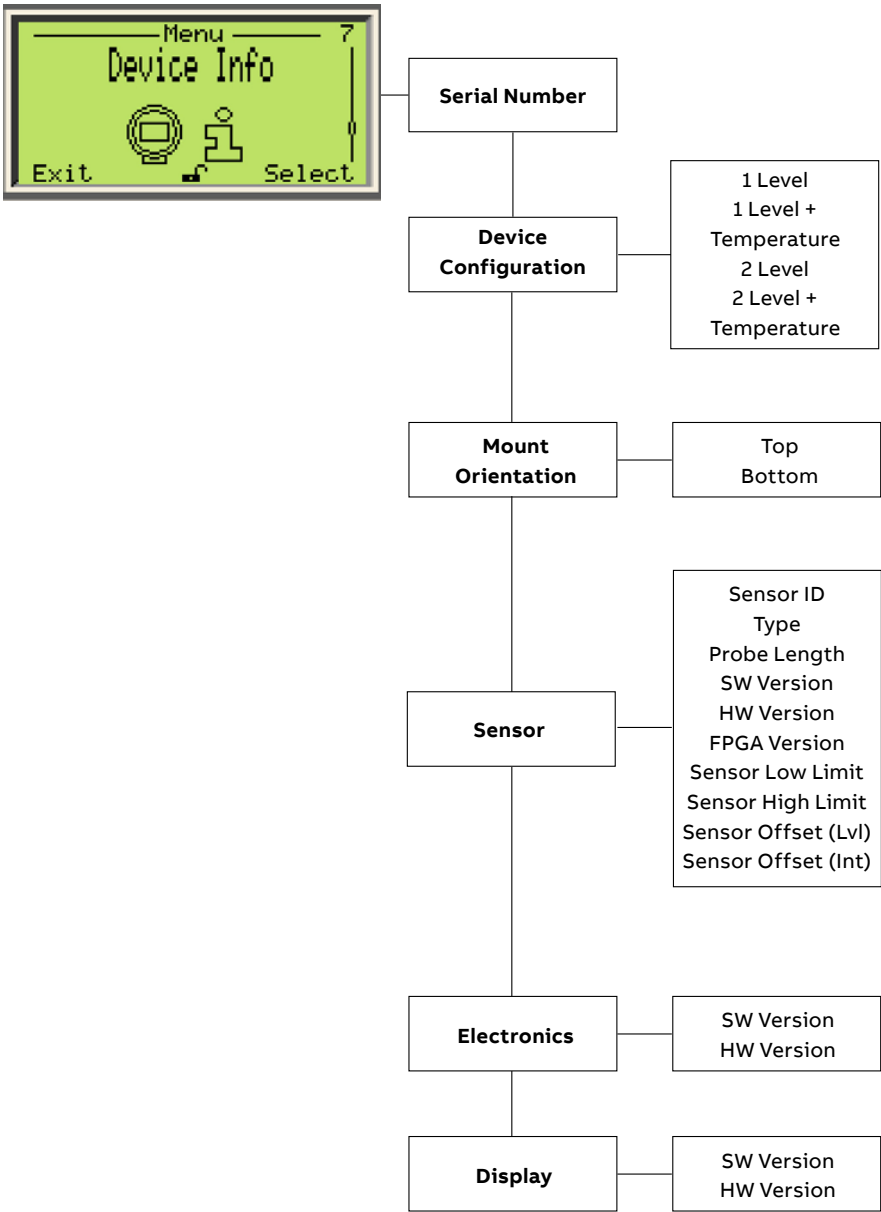 Menu 7
Device Info
Exit Select
Serial Number
Device
Configuration
1 Level
1 Level +
Temperature
2 Level
2 Level +
Temperature
Mount
Orientation
Top
Bottom
Sensor
Sensor ID
Type
Probe Length
SW Version
HW Version
FPGA Version
Sensor Low Limit
Sensor High Limit
Sensor Offset (Lvl)
Sensor Offset (Int)
Electronics
SW Version
HW Version
Display
SW Version
HW Version